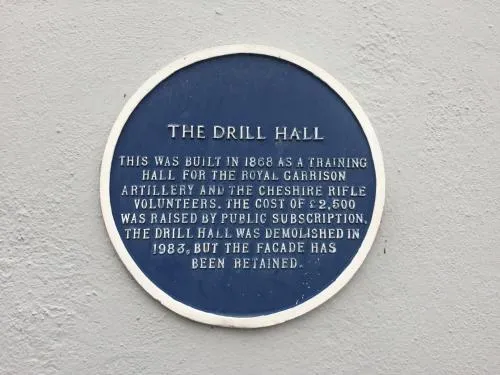 THE DRILL HALL
THIS WAS BUILT IN 1868 AS A TRAINING
HALL FOR THE ROYAL GARRISON
ARTILLERY AND THE CHESHIRE RIFLE
VOLUNTEERS. THE COST OF £2,500
WAS RAISED BY PUBLIC SUBSCRIPTION.
THE DRILL HALL WAS DEMOLISHED IN
1983, BUT THE FACADE HAS
BEEN RETAINED.